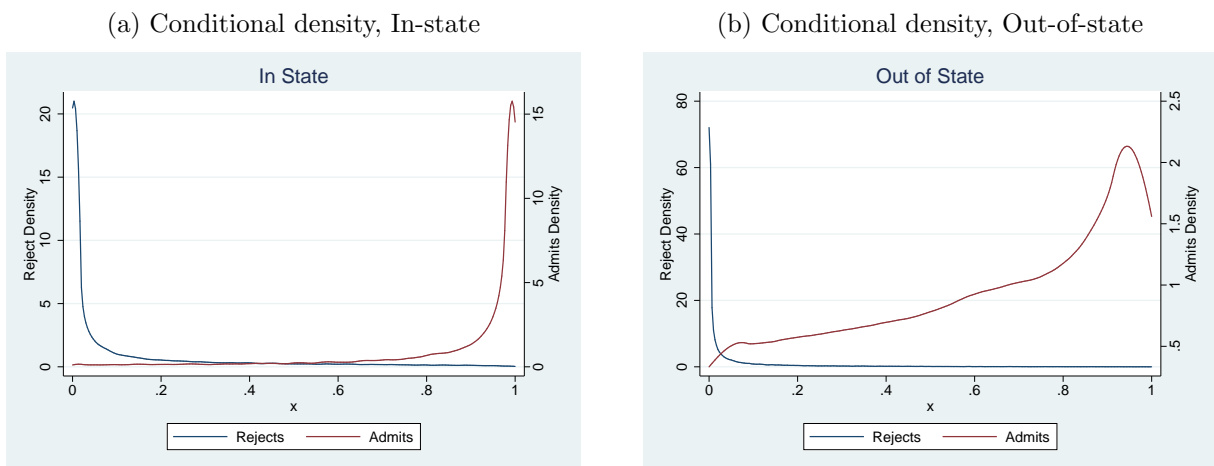 (a) Conditional density, In-state
In State
Reject Density
20
15
10
5
0
Admits Density
15
10
5
0
0 .2 .4 .6 .8 1
x
Rejects Admits
(b) Conditional density, Out-of-state
Out of State
Reject Density
80
60
40
20
0
Admits Density
2.5
2
1.5
1
.5
0 .2 .4 .6 .8 1
x
Rejects Admits